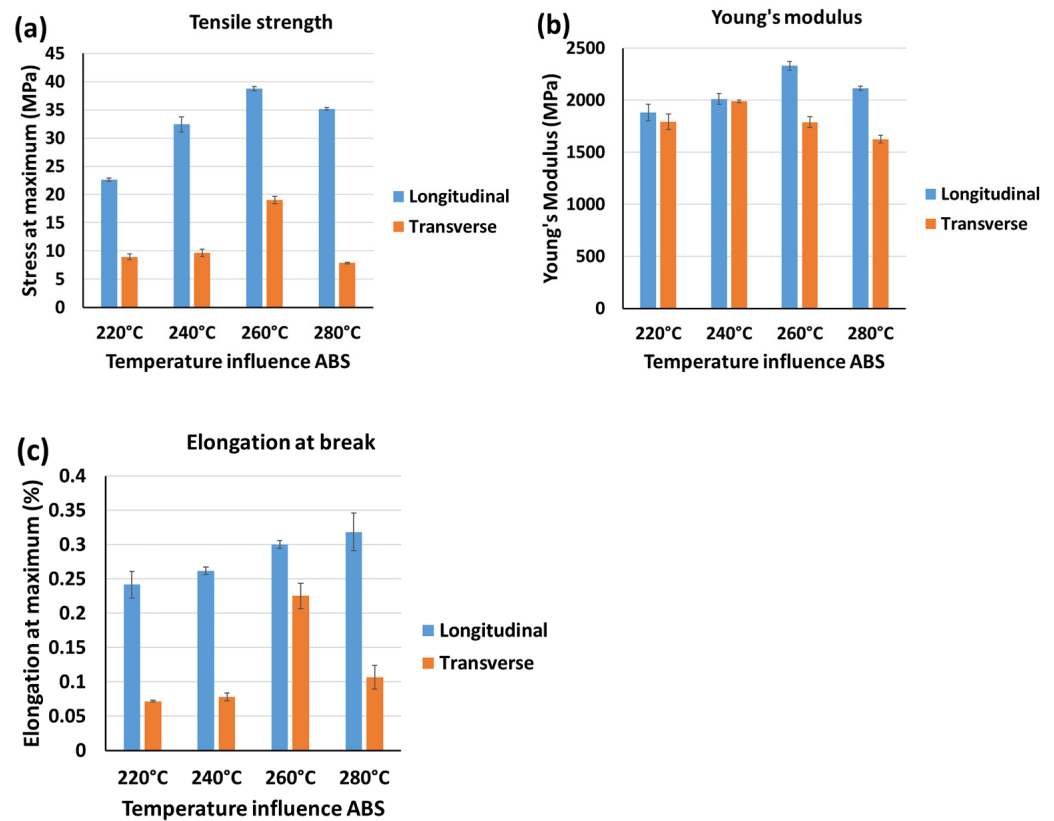 (a)
Tensile strength
Stress at maximum (MPa)
45
40
35
30
25
20
15
10
5
0
220°C 240°C 260°C 280°C
Temperature influence ABS
Longitudinal
Transverse
(b)
Young's modulus
Young's Modulus (MPa)
2500
2000
1500
1000
500
0
220°C 240°C 260°C 280°C
Temperature influence ABS
Longitudinal
Transverse
(c)
Elongation at break
Elongation at maximum (%)
0.4
0.35
0.3
0.25
0.2
0.15
0.1
0.05
0
220°C 240°C 260°C 280°C
Temperature influence ABS
Longitudinal
Transverse